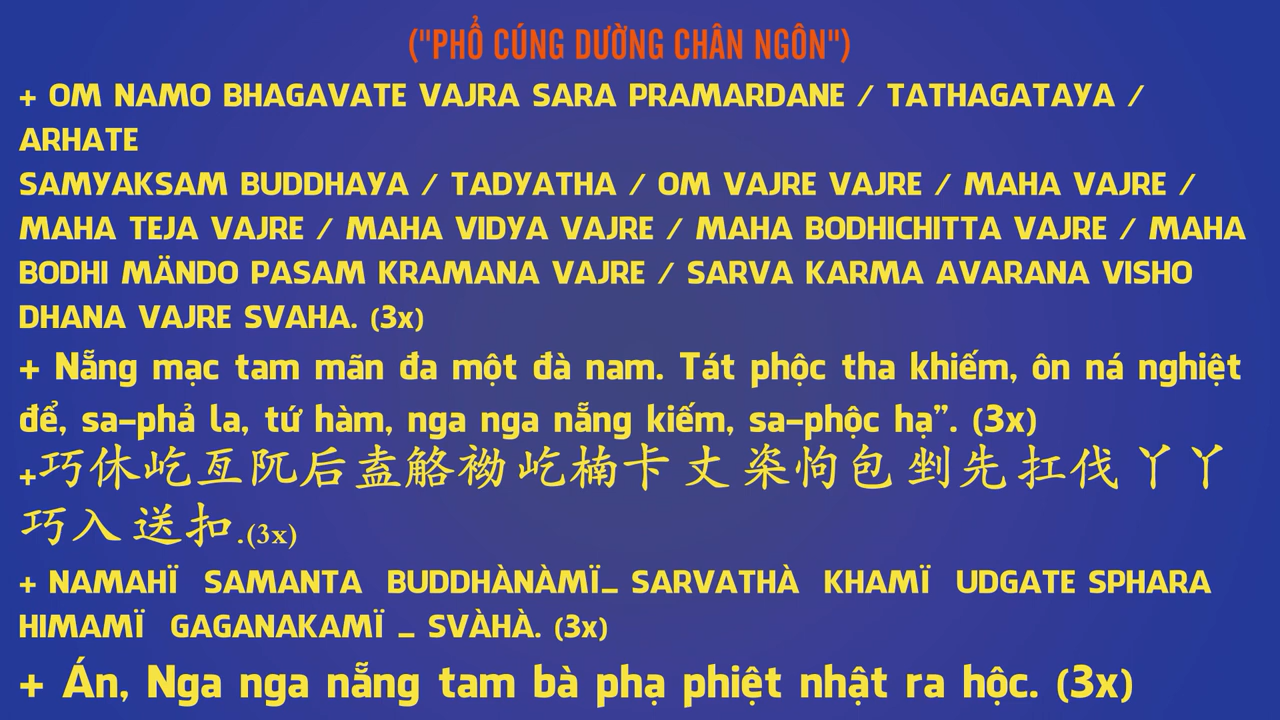 ("PHỔ CÚNG DƯỜNG CHÂN NGÔN")
+ OM NAMO BHAGAVATE VAJRA SARA PRAMARDANE / TATHAGATAYA /
ARHATE
SAMYAKSAM BUDDHAYA / TADYATHA / OM VAJRE VAJRE / MAHA VAJRE /
MAHA TEJA VAJRE / MAHA VIDYA VAJRE / MAHA BODHICHITTA VAJRE / MAHA
BODHI MÄNDO PASAM KRAMANA VAJRE / SARVA KARMA AVARANA VISHO
DHANA VAJRE SVAHA. (3x)
+ Nẵng mạc tam mãn đa một đà nam. Tát phộc tha khiếm, ôn ná nghiệt
để, sa-phả la, tứ hàm, nga nga nẵng kiếm, sa-phộc hạ”. (3x)
+巧休屹亙阢后盍觡袎屹楠卡丈姿怐包剉先扛伐丫丫
巧入送扣.(3x)
+ NAMAHÏ SAMANTA BUDDHÀNÀMÏ_ SARVATHÀ KHAMÏ UDGATE SPHARA
HIMAMÏ GAGANAKAMÏ _ SVÀHÀ. (3x)
+ Án, Nga nga nẵng tam bà phạ phiệt nhật ra hộc. (3x)